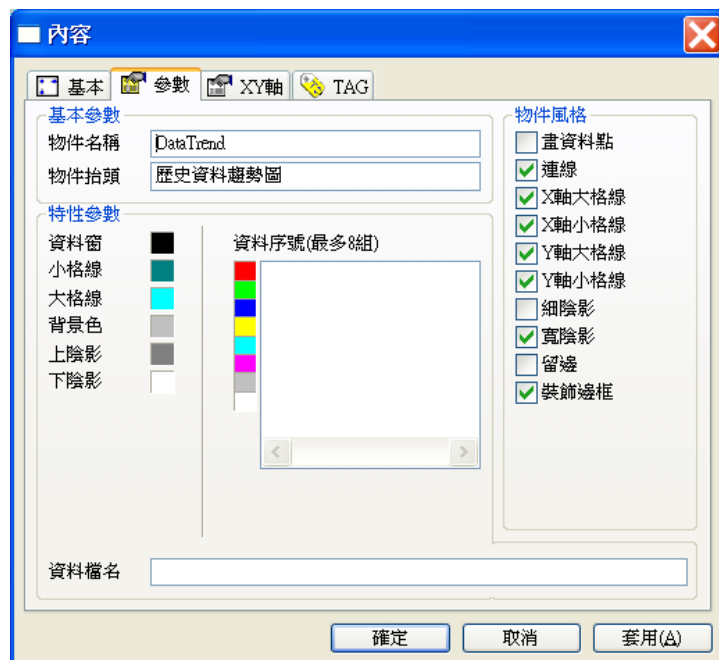 內容
基本 參數 XY軸 TAG
基本參數
物件名稱 DataTrend
物件抬頭 歷史資料趨勢圖
特性參數
資料窗
小格線
大格線
背景色
上陰影
下陰影
資料序號(最多8組)
資料檔名
物件風格
畫資料點
連線
X軸大格線
X軸小格線
Y軸大格線
Y軸小格線
細陰影
寬陰影
留邊
裝飾邊框
確定 取消 套用(A)